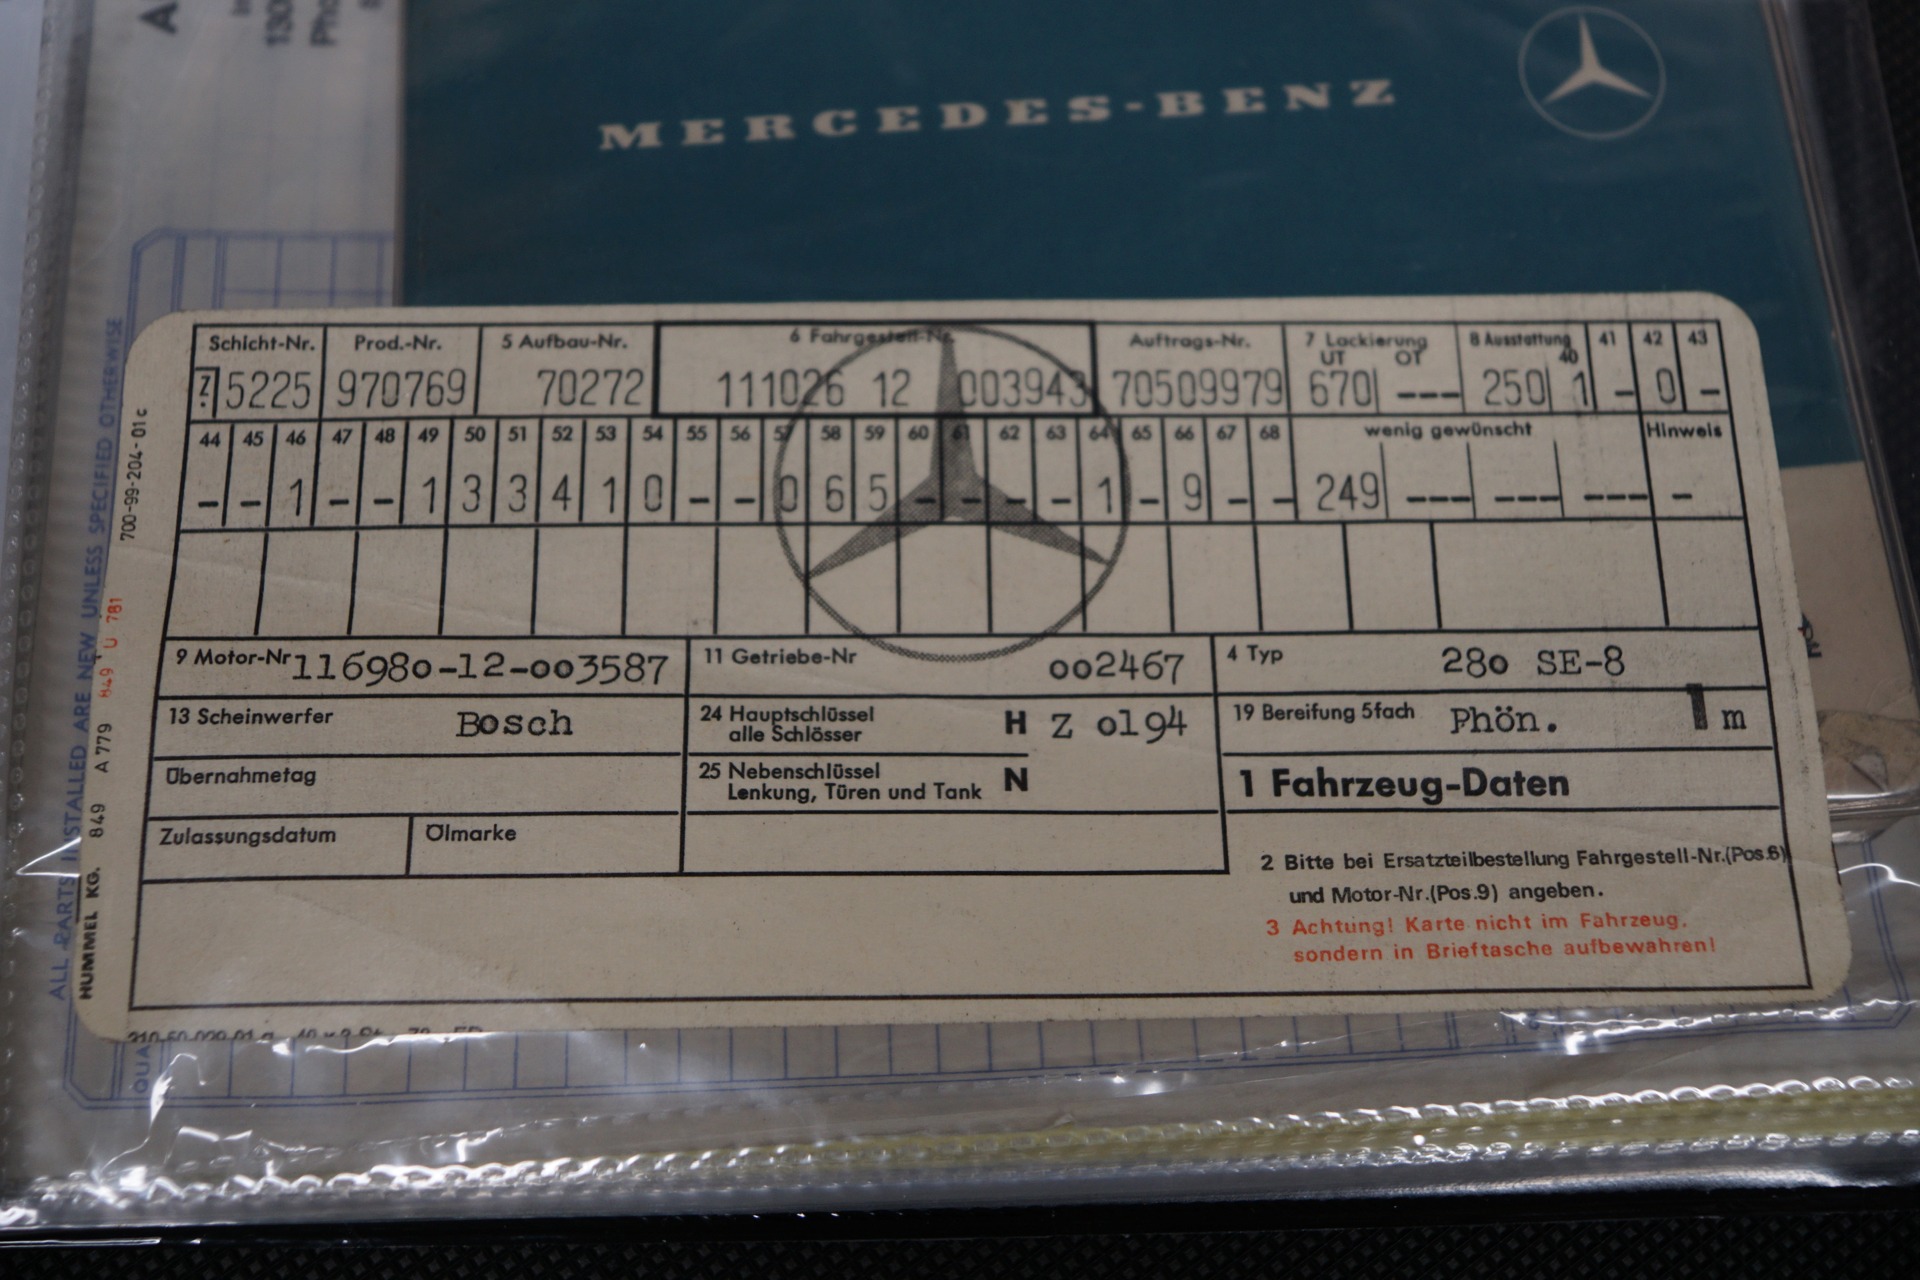 MERCEDES-BENZ
Schicht-Nr. Prod.-Nr. 5 Aufbau-Nr. 6 Fahrgestell-Nr. Auftrags-Nr. 7 Lackierung UT OT 8 Ausstattung 40 41 42 43
Z. 5225 970769 70272 111026 12 003943 70509979 670 --- 250 1 - 0 -
44 45 46 47 48 49 50 51 52 53 54 55 56 57 58 59 60 61 62 63 64 65 66 67 68 wenig gewünscht Hinweis
- - 1 - - 1 3 3 4 1 0 - - 0 6 5 - - - - 1 - 9 - - 249 --- --- --- -
9 Motor-Nr 116980-12-003587 11 Getriebe-Nr 002467 4 Typ 280 SE-8
13 Scheinwerfer Bosch 24 Hauptschlüssel alle Schlösser H Z 0194 19 Bereifung 5fach Phön. m
Übernahmetag 25 Nebenschlüssel Lenkung, Türen und Tank N 1 Fahrzeug-Daten
Zulassungsdatum Ölmarke
2 Bitte bei Ersatzteilbestellung Fahrgestell-Nr.(Pos.6)
und Motor-Nr.(Pos.9) angeben.
3 Achtung! Karte nicht im Fahrzeug,
sondern in Brieftasche aufbewahren!
HUMMEL KG. 849 A 779 849 U 781 700-99-204-01c
ALL PARTS INSTALLED ARE NEW UNLESS SPECIFIED OTHERWISE
QUA